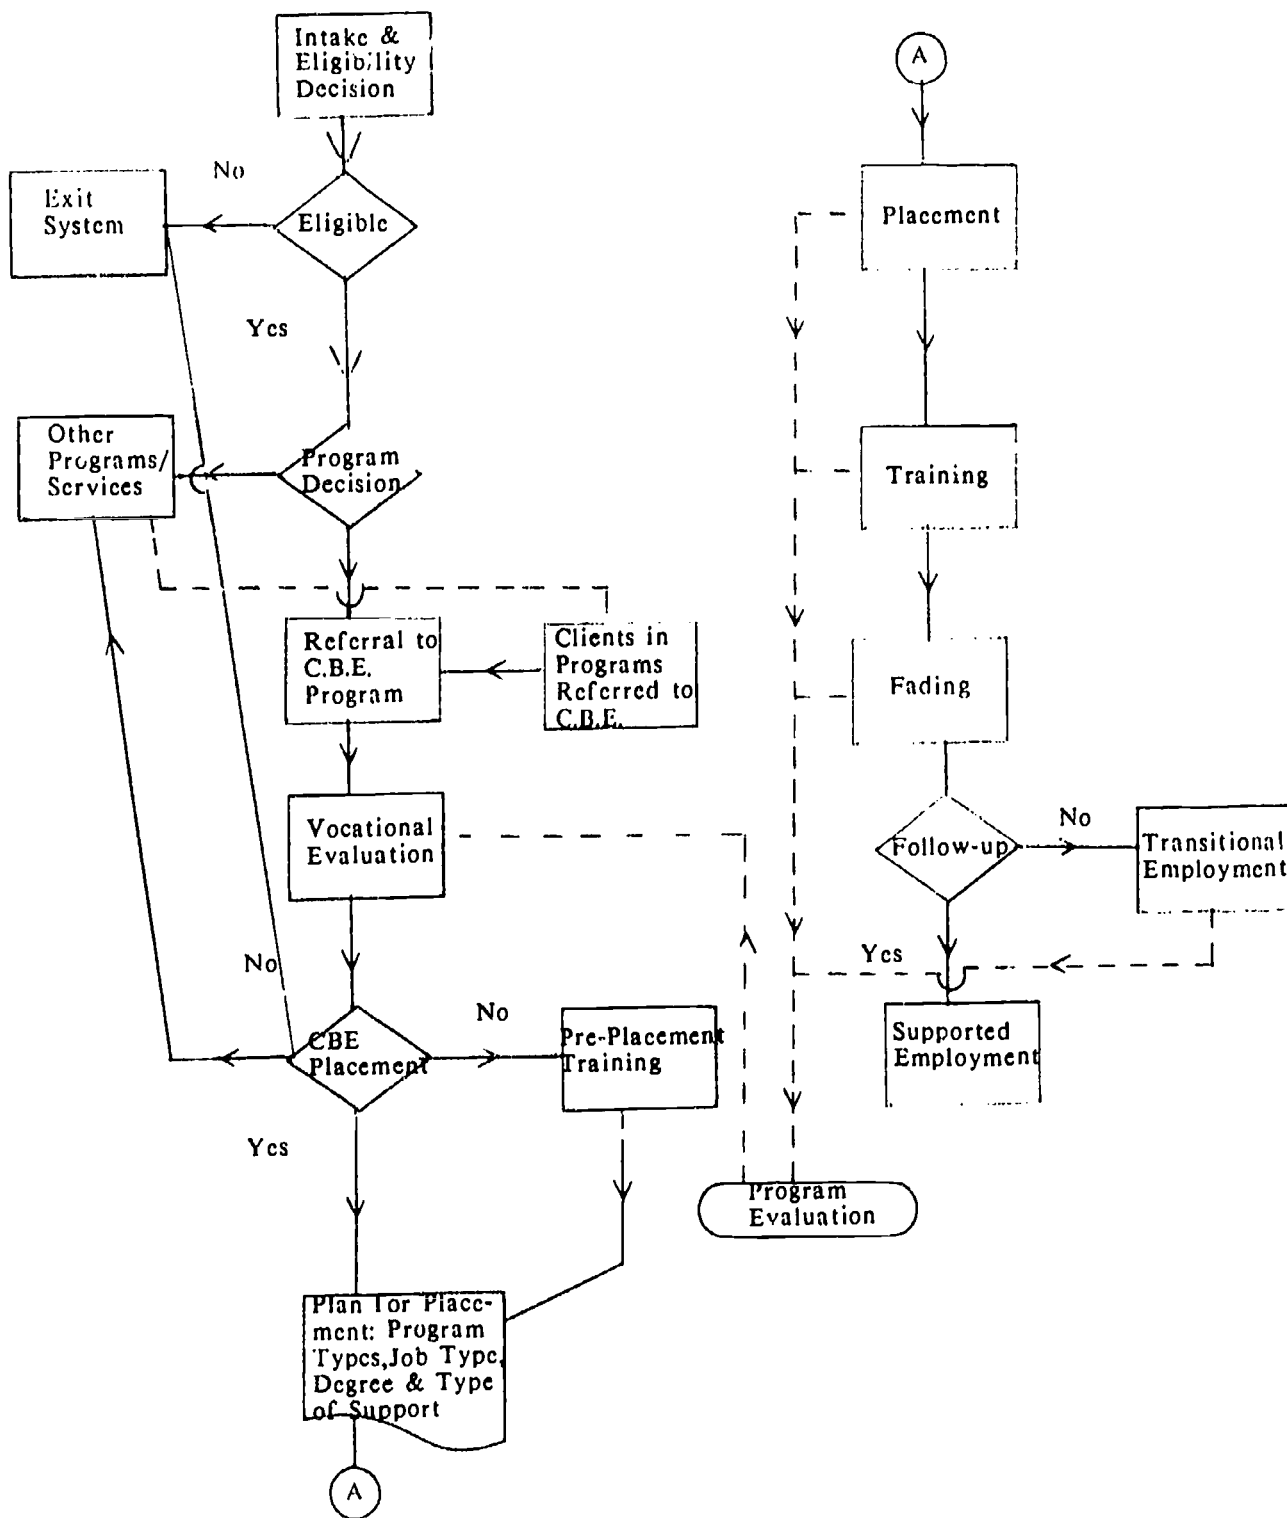 Intake &
Eligibility
Decision
No
Exit
System
Eligible
Yes
Other
Programs/
Services
Program
Decision
Referral to
C.B.E.
Program
Clients in
Programs
Referred to
C.B.E.
Vocational
Evaluation
No
CBE
Placement
No
Pre-Placement
Training
Yes
Plan for Place-
ment: Program
Types,Job Type,
Degree & Type
of Support
A
A
Placement
Training
Fading
Follow-up
No
Transitional
Employment
Yes
Supported
Employment
Program
Evaluation